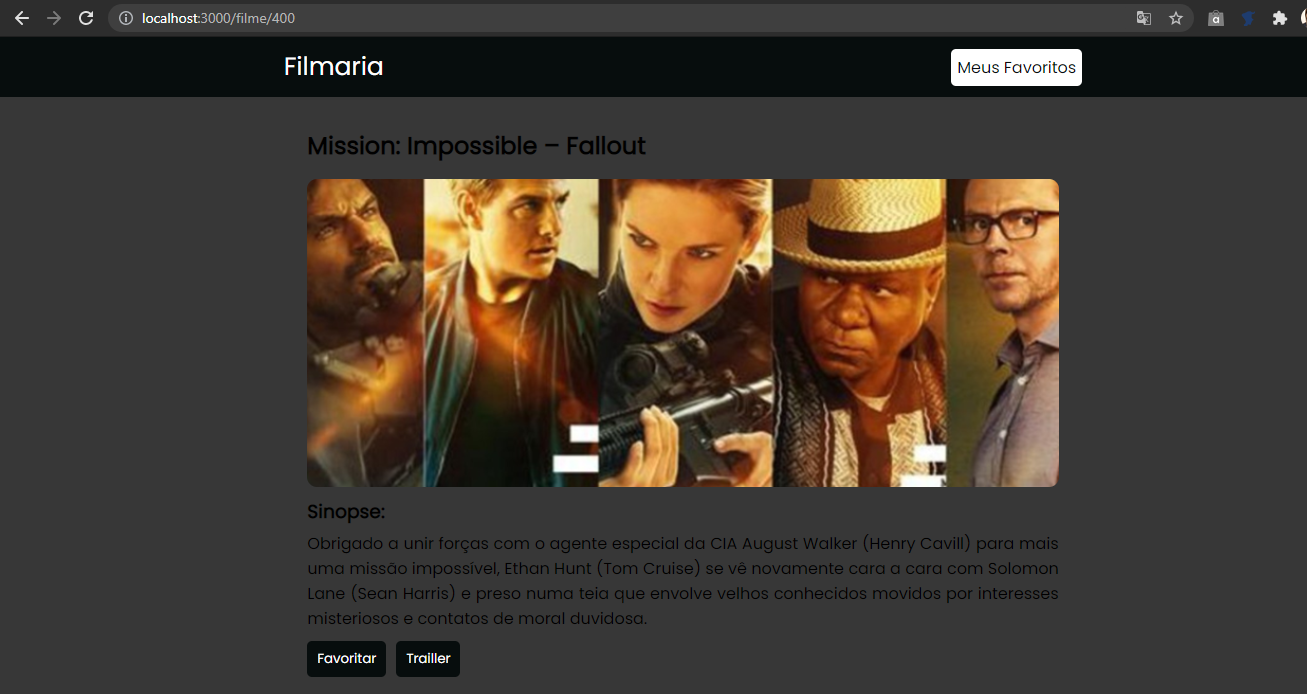 localhost:3000/filme/400
Filmaria
Meus Favoritos
Mission: Impossible – Fallout
Sinopse:
Obrigado a unir forças com o agente especial da CIA August Walker (Henry Cavill) para mais
uma missão impossível, Ethan Hunt (Tom Cruise) se vê novamente cara a cara com Solomon
Lane (Sean Harris) e preso numa teia que envolve velhos conhecidos movidos por interesses
misteriosos e contatos de moral duvidosa.
Favoritar
Trailler